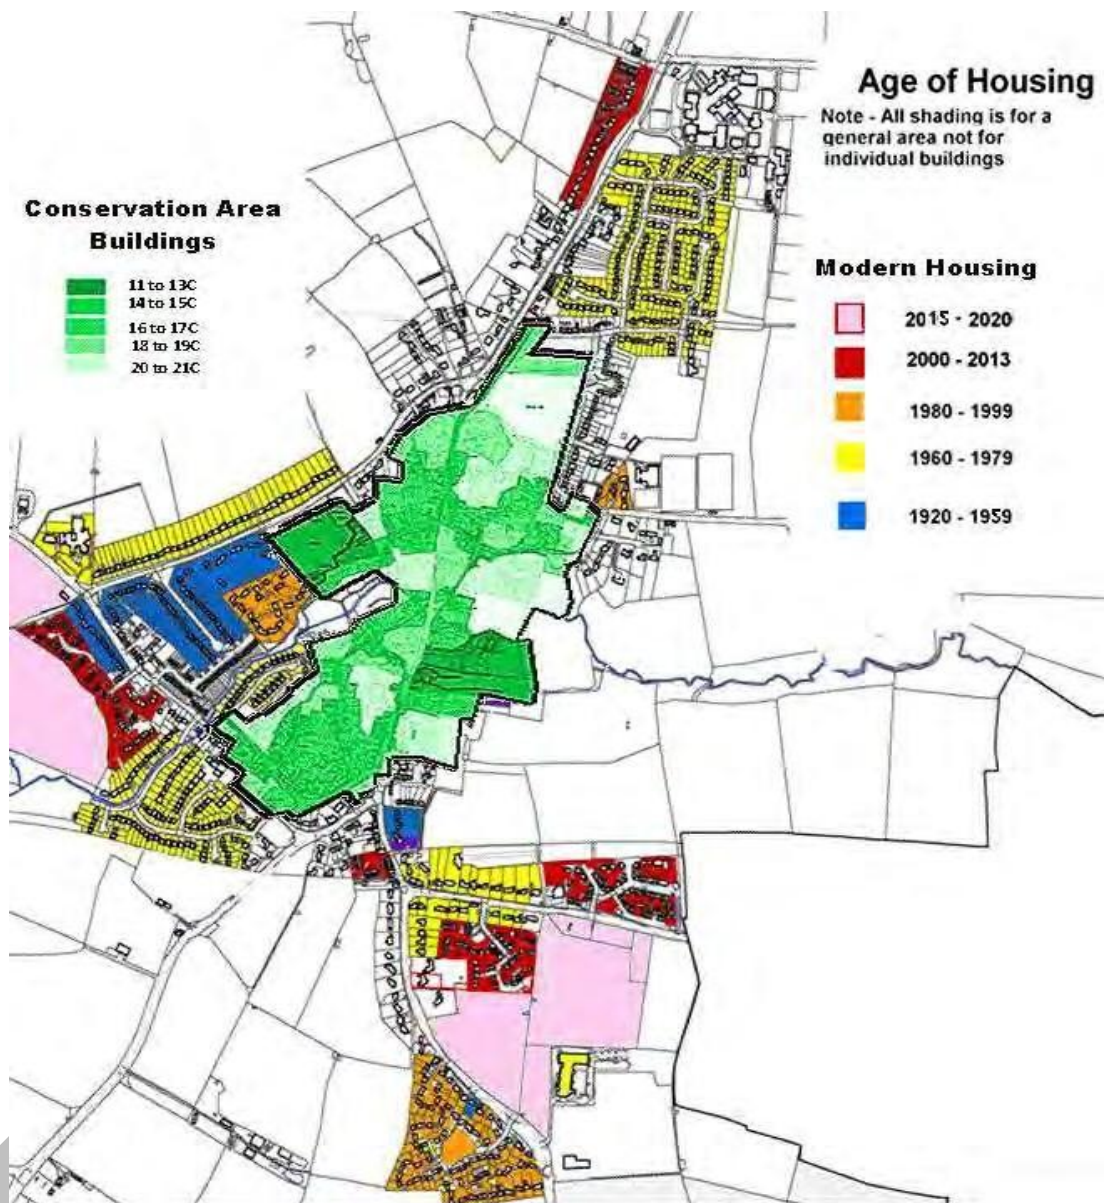 Age of Housing
Note - All shading is for a
general area not for
individual buildings
Conservation Area
Buildings
11 to 13C
14 to 15C
16 to 17C
18 to 19C
20 to 21C
Modern Housing
2015 - 2020
2000 - 2013
1980 - 1999
1960 - 1979
1920 - 1959